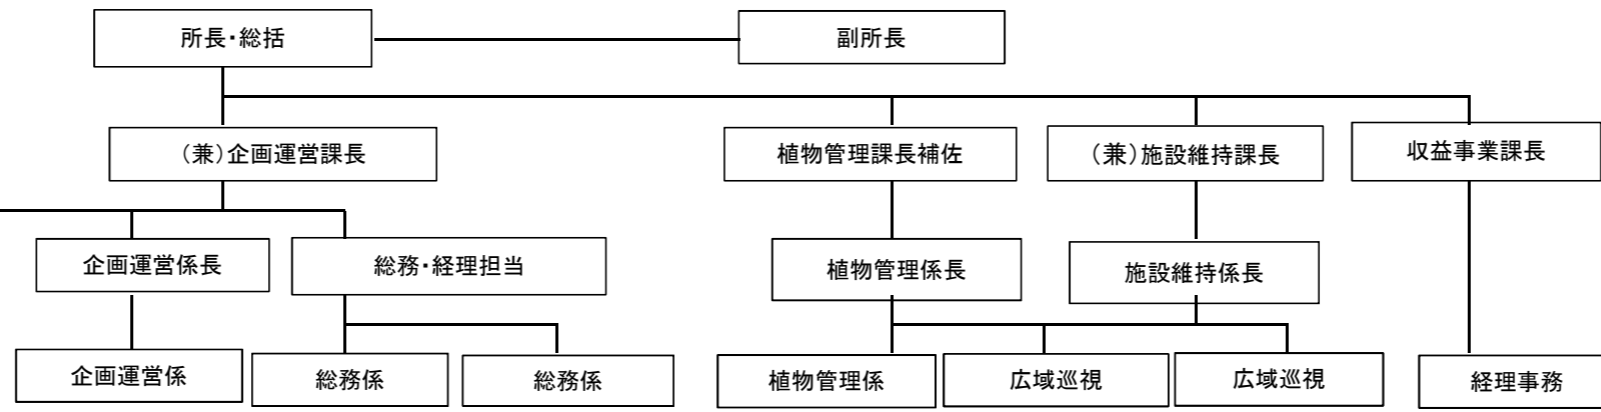 所長・総括
副所長
（兼）企画運営課長
植物管理課長補佐
（兼）施設維持課長
収益事業課長
企画運営係長
総務・経理担当
植物管理係長
施設維持係長
企画運営係
総務係
総務係
植物管理係
広域巡視
広域巡視
経理事務